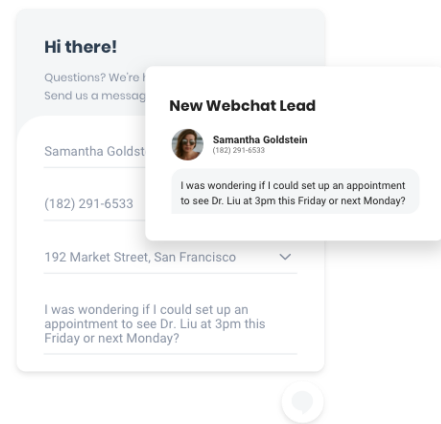 Hi there!
Questions? We're
Send us a messag
Samantha Goldst
(182) 291-6533
192 Market Street, San Francisco
I was wondering if I could set up an
appointment to see Dr. Liu at 3pm this
Friday or next Monday?
New Webchat Lead
Samantha Goldstein
(182) 291-6533
I was wondering if I could set up an appointment
to see Dr. Liu at 3pm this Friday or next Monday?